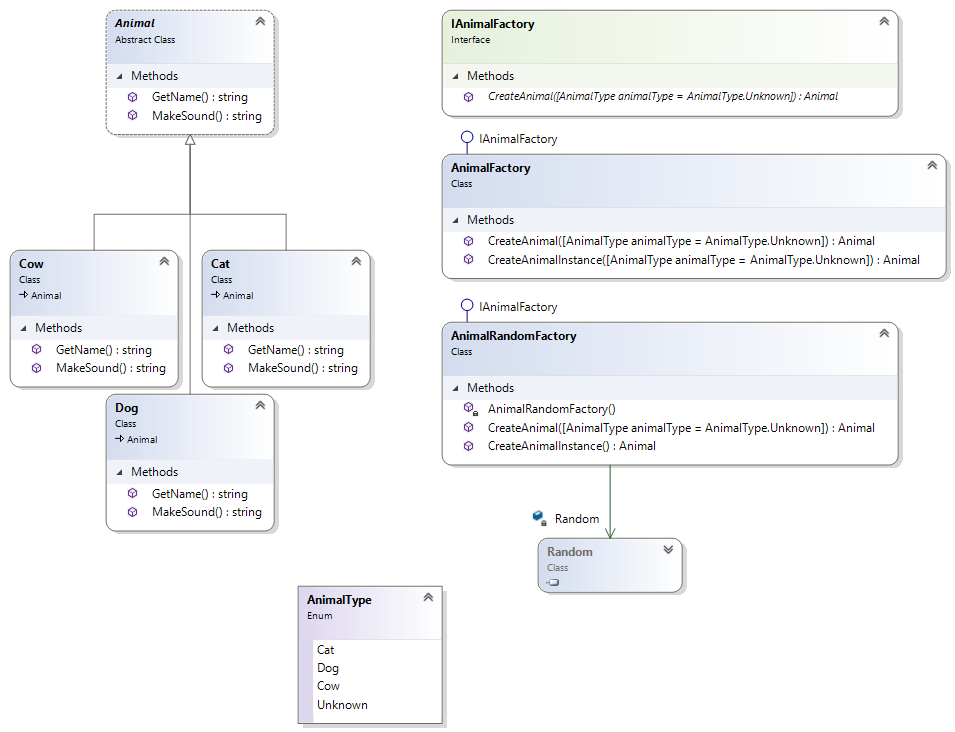 Animal
Abstract Class
Methods
GetName() : string
MakeSound() : string
IAnimalFactory
Interface
Methods
CreateAnimal([AnimalType animalType = AnimalType.Unknown]) : Animal
IAnimalFactory
AnimalFactory
Class
Methods
CreateAnimal([AnimalType animalType = AnimalType.Unknown]) : Animal
CreateAnimalInstance([AnimalType animalType = AnimalType.Unknown]) : Animal
Cow
Class
Animal
Methods
GetName() : string
MakeSound() : string
Cat
Class
Animal
Methods
GetName() : string
MakeSound() : string
IAnimalFactory
AnimalRandomFactory
Class
Methods
AnimalRandomFactory()
CreateAnimal([AnimalType animalType = AnimalType.Unknown]) : Animal
CreateAnimalInstance() : Animal
Dog
Class
Animal
Methods
GetName() : string
MakeSound() : string
Random
Random
Class
AnimalType
Enum
Cat
Dog
Cow
Unknown